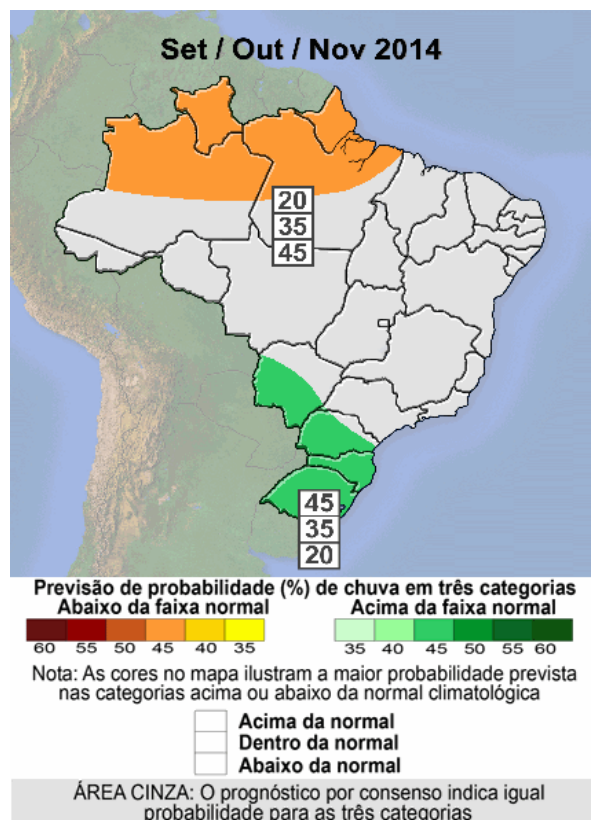 Set / Out / Nov 2014
20
35
45
45
35
20
Previsão de probabilidade (%) de chuva em três categorias
Abaixo da faixa normal Acima da faixa normal
60 55 50 45 40 35 35 40 45 50 55 60
Nota: As cores no mapa ilustram a maior probabilidade prevista
nas categorias acima ou abaixo da normal climatológica
Acima da normal
Dentro da normal
Abaixo da normal
ÁREA CINZA: O prognóstico por consenso indica igual
probabilidade para as três categorias